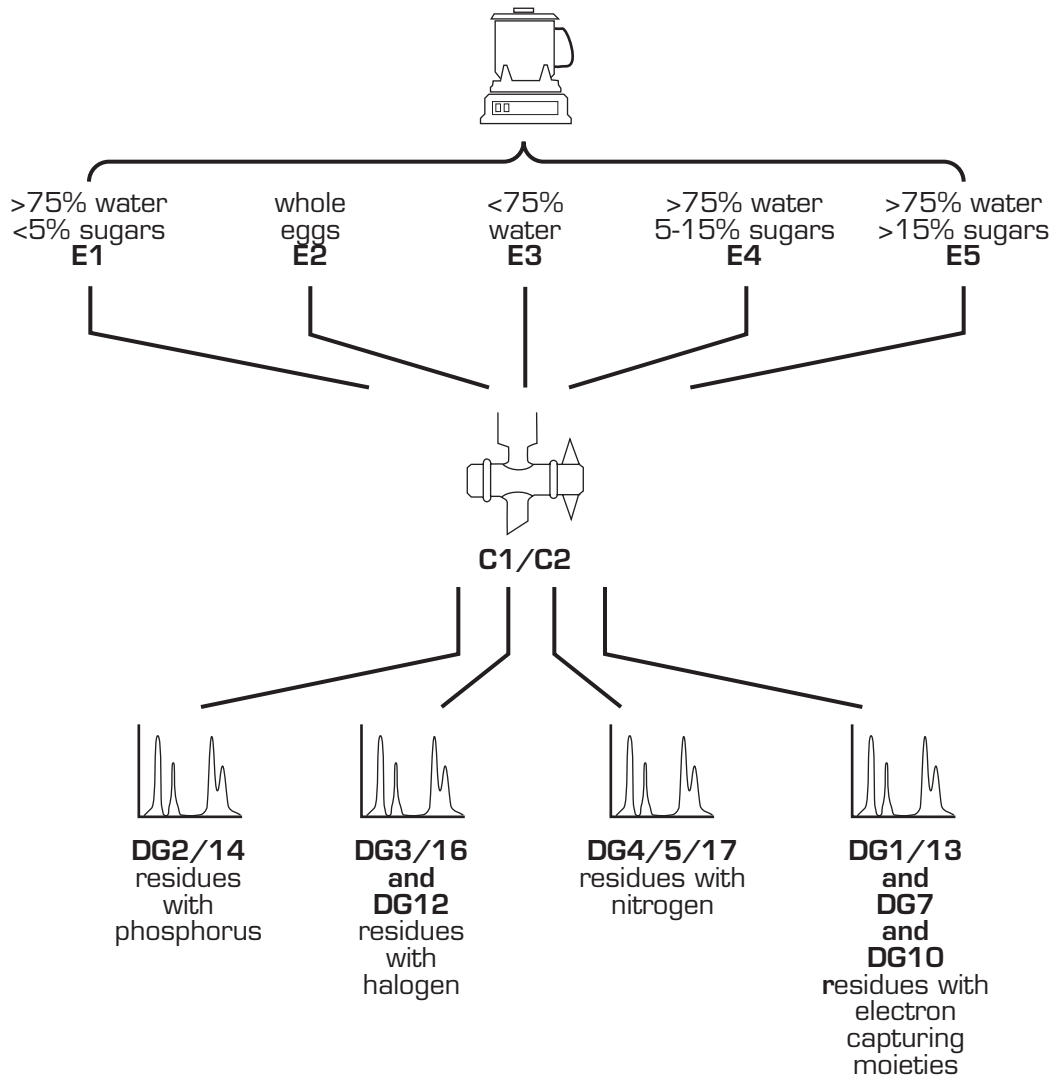 >75% water
<5% sugars
E1
whole
eggs
E2
<75%
water
E3
>75% water
5-15% sugars
E4
>75% water
>15% sugars
E5
C1/C2
DG2/14
residues
with
phosphorus
DG3/16
and
DG12
residues
with
halogen
DG4/5/17
residues with
nitrogen
DG1/13
and
DG7
and
DG10
residues with
electron
capturing
moieties